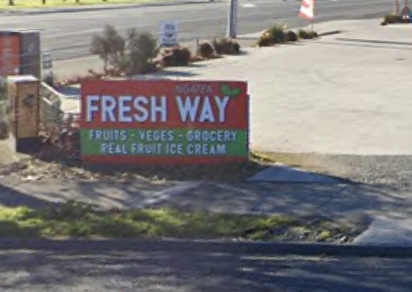 NGATEA
FRESH WAY
FRUITS - VEGES - GROCERY
REAL FRUIT ICE CREAM